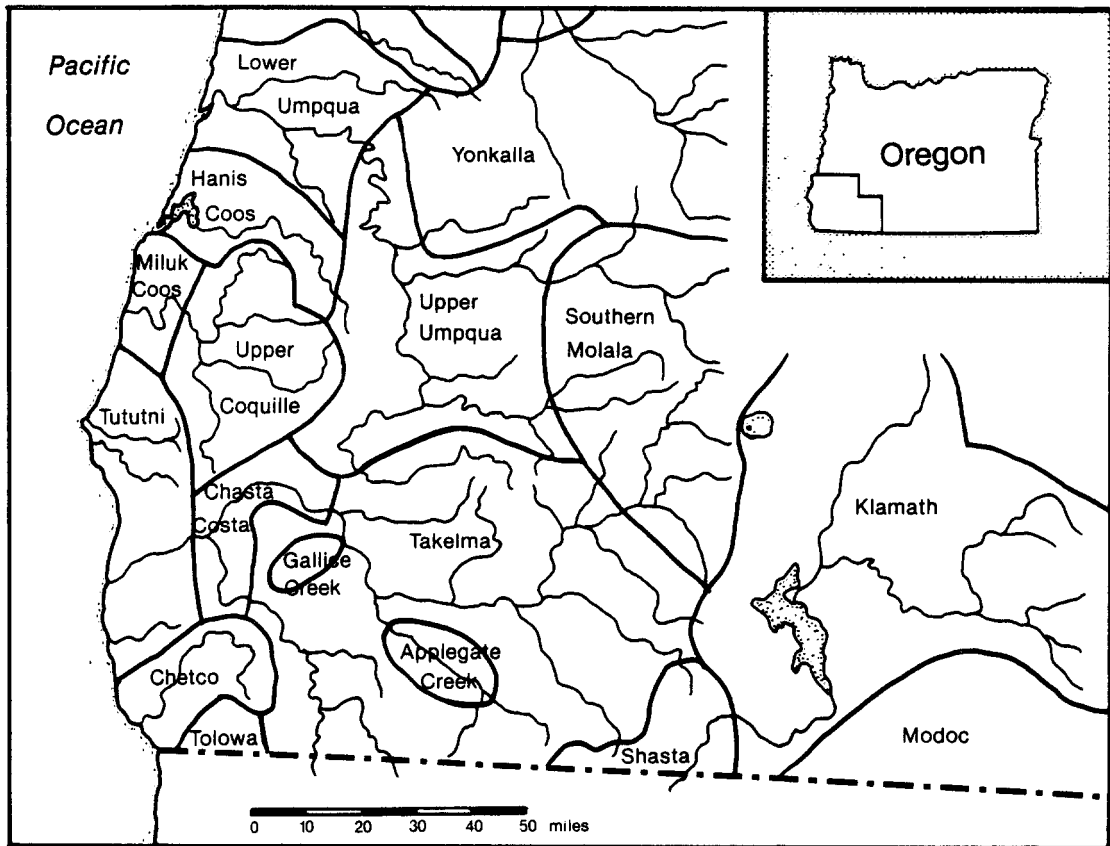 Pacific
Ocean
Lower
Umpqua
Yonkalla
Oregon
Hanis
Coos
Miluk
Coos
Upper
Umpqua
Southern
Molala
Upper
Coquille
Tututni
Chasta
Costa
Klamath
Takelma
Gallice
Creek
Applegate
Creek
Chetco
Tolowa
Shasta
Modoc
0 10 20 30 40 50 miles